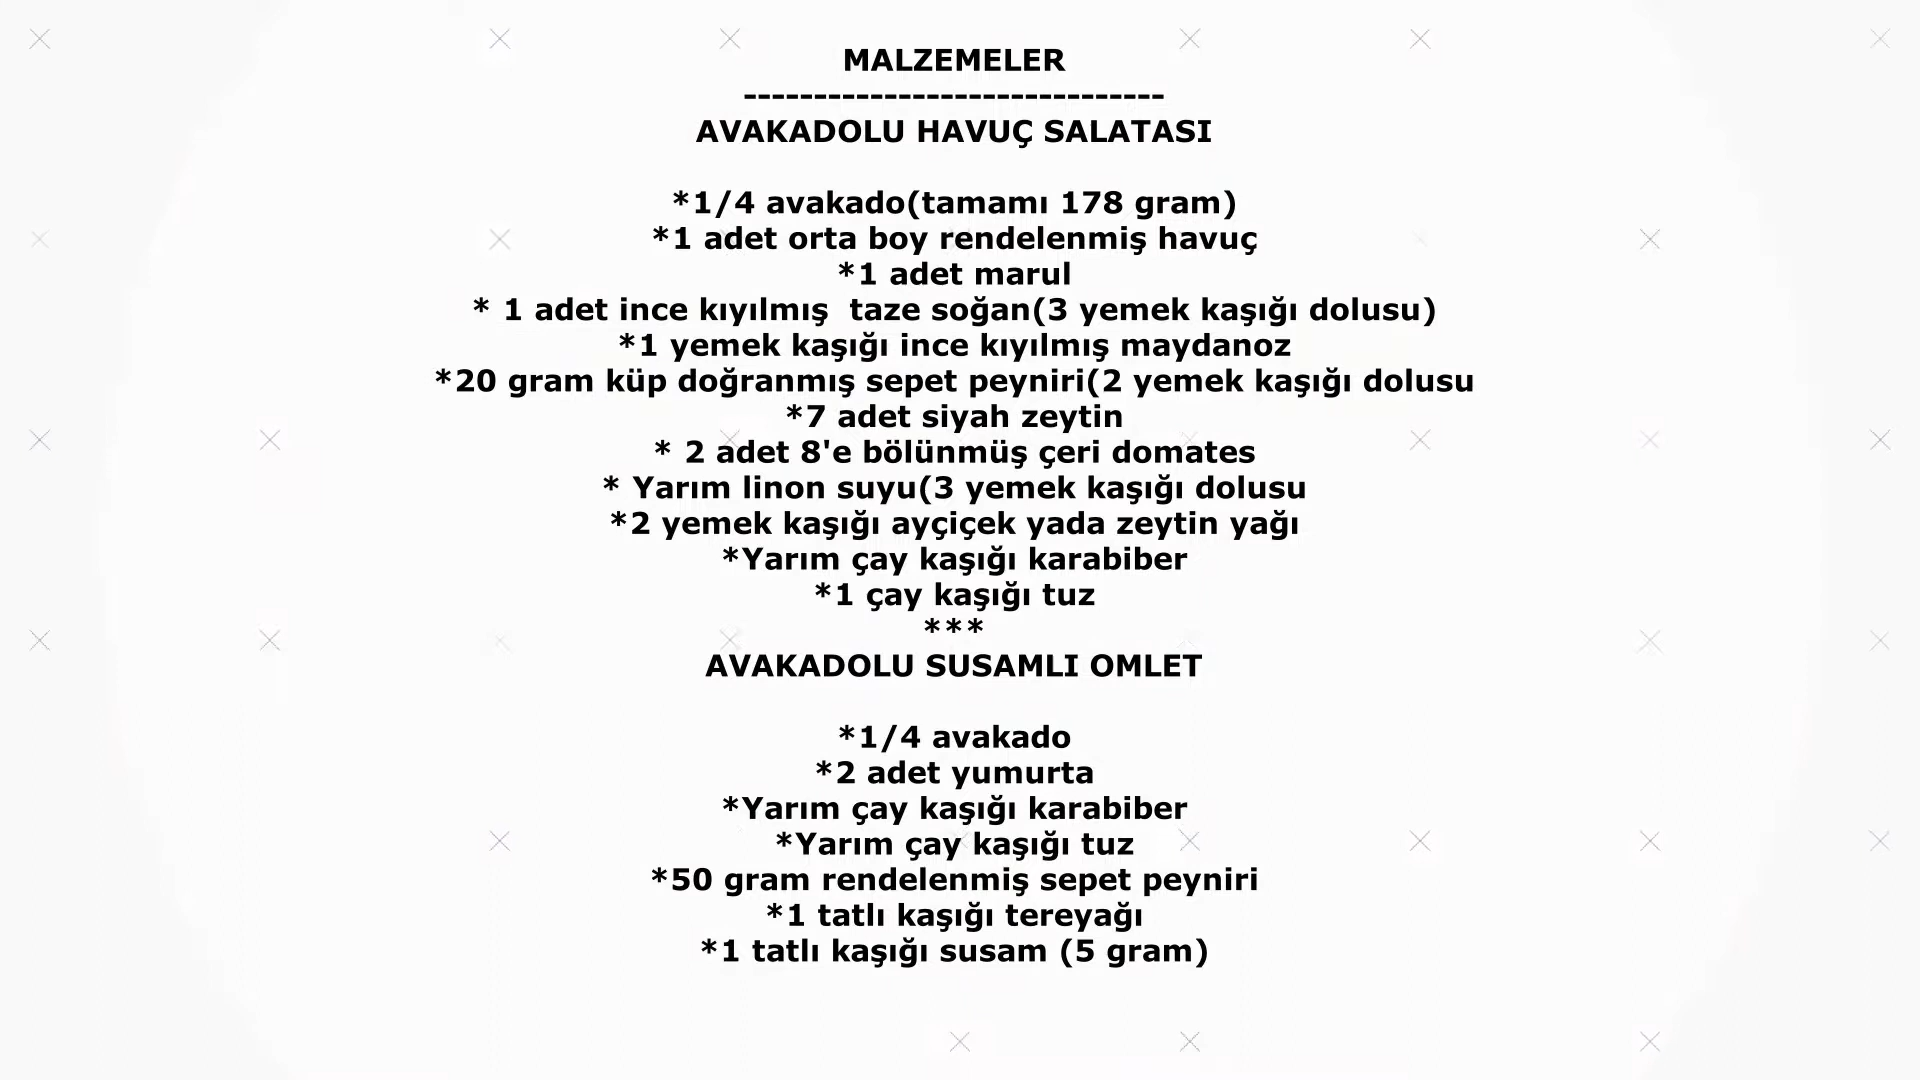 MALZEMELER
------------------------------
AVAKADOLU HAVUÇ SALATASI
*1/4 avakado(tamamı 178 gram)
*1 adet orta boy rendelenmiş havuç
*1 adet marul
* 1 adet ince kıyılmış  taze soğan(3 yemek kaşığı dolusu)
*1 yemek kaşığı ince kıyılmış maydanoz
*20 gram küp doğranmış sepet peyniri(2 yemek kaşığı dolusu
*7 adet siyah zeytin
* 2 adet 8'e bölünmüş çeri domates
* Yarım linon suyu(3 yemek kaşığı dolusu
*2 yemek kaşığı ayçiçek yada zeytin yağı
*Yarım çay kaşığı karabiber
*1 çay kaşığı tuz
***
AVAKADOLU SUSAMLI OMLET
*1/4 avakado
*2 adet yumurta
*Yarım çay kaşığı karabiber
*Yarım çay kaşığı tuz
*50 gram rendelenmiş sepet peyniri
*1 tatlı kaşığı tereyağı
*1 tatlı kaşığı susam (5 gram)